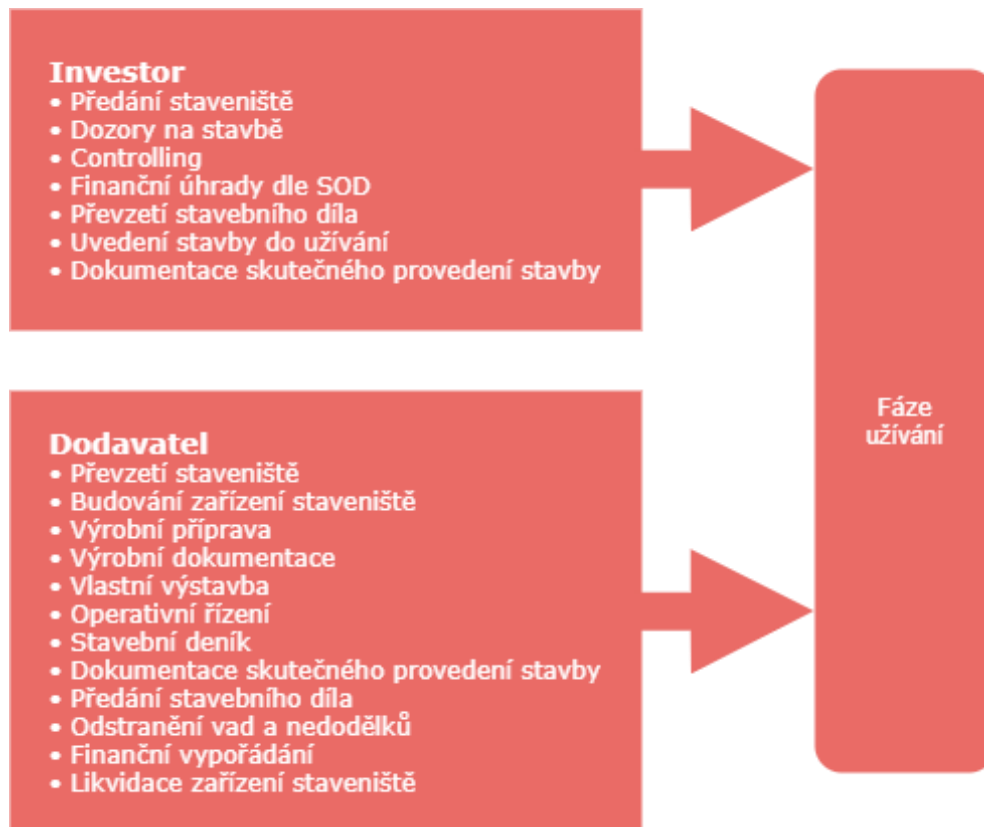 Investor
• Předání staveniště
• Dozory na stavbě
• Controlling
• Finanční úhrady dle SOD
• Převzetí stavebního díla
• Uvedení stavby do užívání
• Dokumentace skutečného provedení stavby
Dodavatel
• Převzetí staveniště
• Budování zařízení staveniště
• Výrobní příprava
• Výrobní dokumentace
• Vlastní výstavba
• Operativní řízení
• Stavební deník
• Dokumentace skutečného provedení stavby
• Předání stavebního díla
• Odstranění vad a nedodělků
• Finanční vypořádání
• Likvidace zařízení staveniště
Fáze
užívání